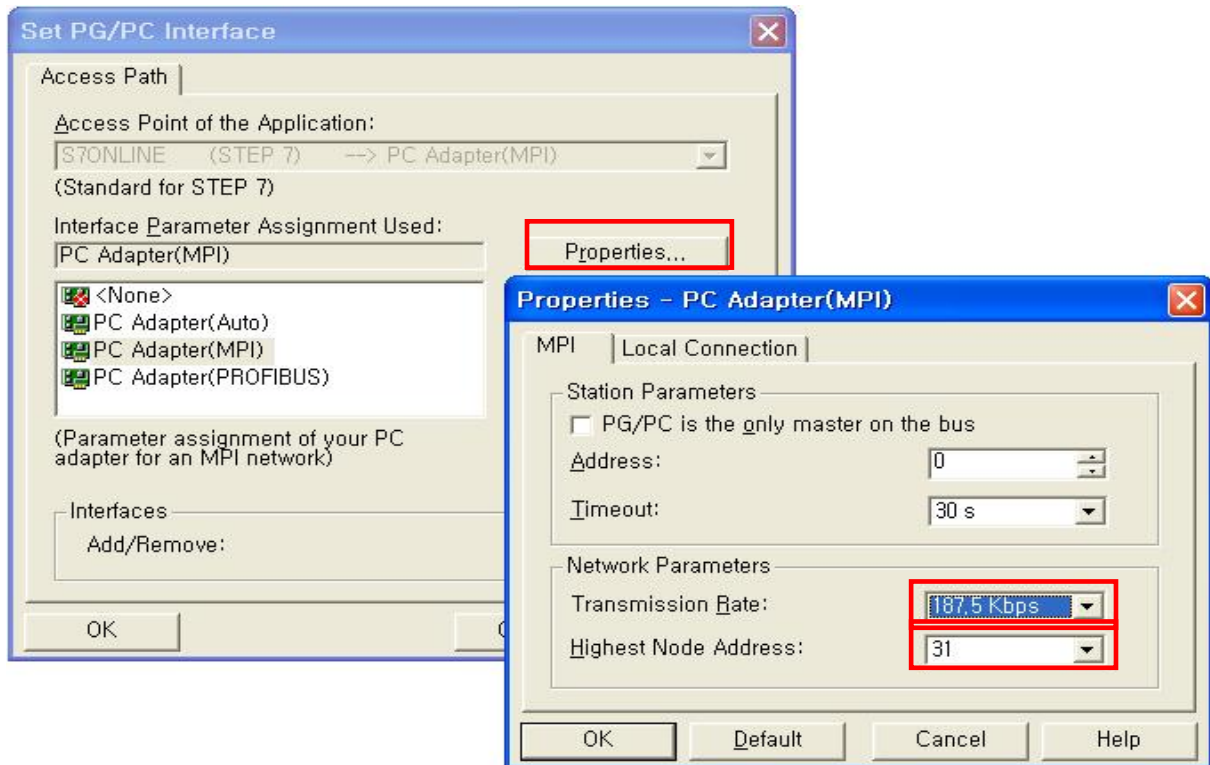 Set PG/PC Interface
Access Path
Access Point of the Application:
S7ONLINE (STEP 7) --> PC Adapter(MPI)
(Standard for STEP 7)
Interface Parameter Assignment Used:
PC Adapter(MPI)
Properties...
<None>
PC Adapter(Auto)
PC Adapter(MPI)
PC Adapter(PROFIBUS)
(Parameter assignment of your PC
adapter for an MPI network)
Interfaces
Add/Remove:
OK
Properties - PC Adapter(MPI)
MPI Local Connection
Station Parameters
PG/PC is the only master on the bus
Address: 0
Timeout: 30 s
Network Parameters
Transmission Rate: 187,5 Kbps
Highest Node Address: 31
OK Default Cancel Help